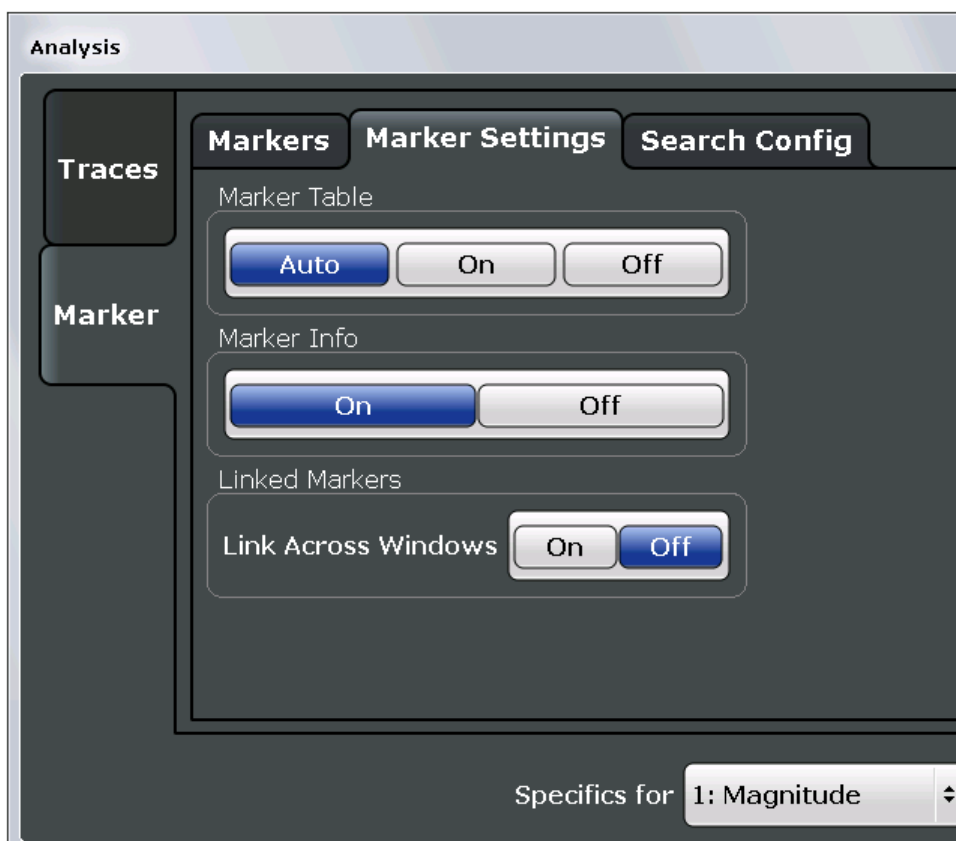 Analysis
Traces
Marker
Markers Marker Settings Search Config
Marker Table
Auto On Off
Marker Info
On Off
Linked Markers
Link Across Windows On Off
Specifics for 1: Magnitude